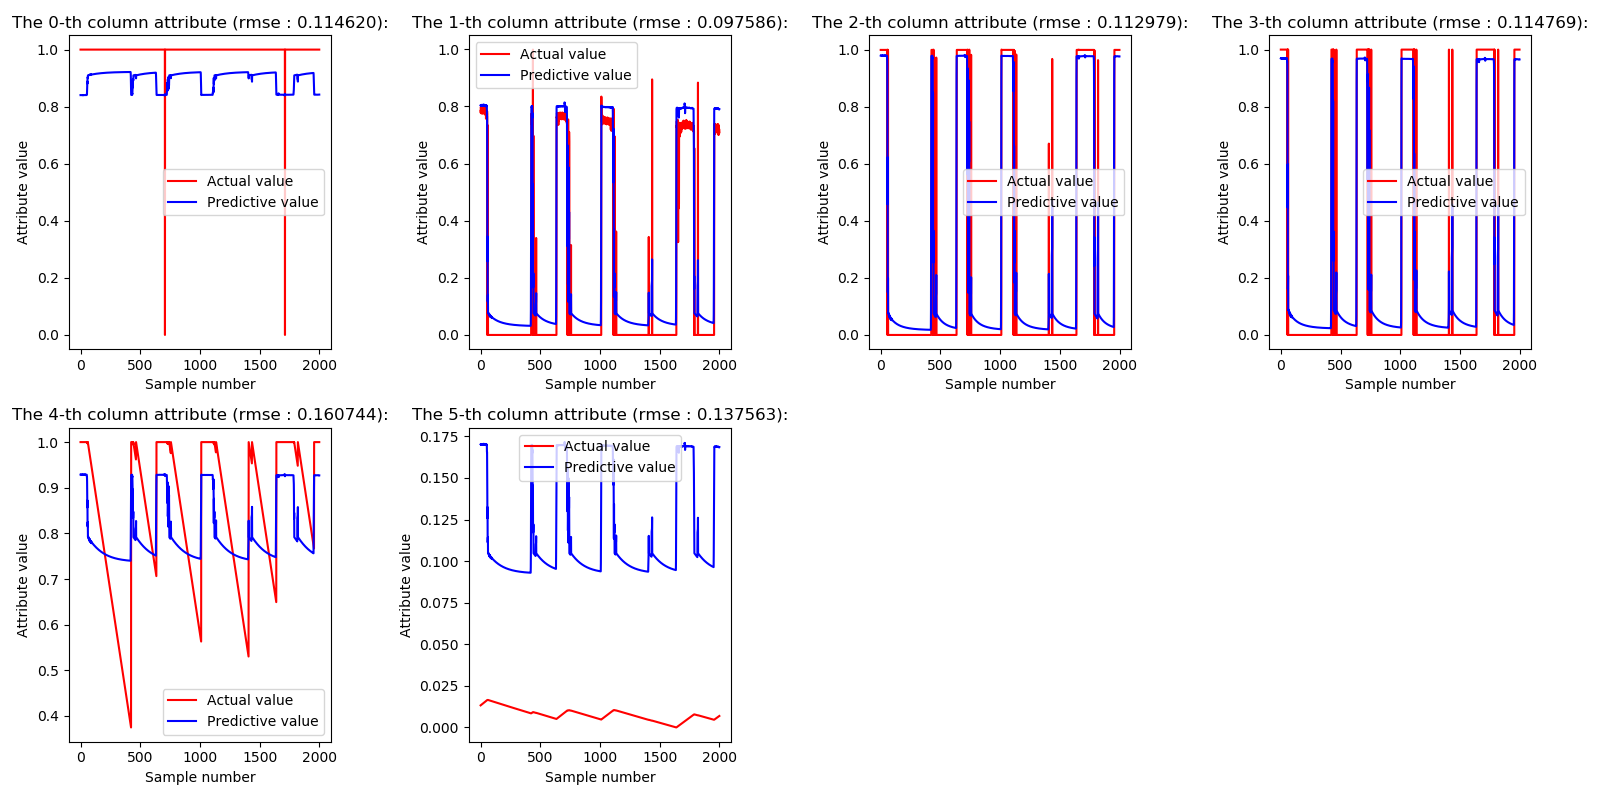 The 0-th column attribute (rmse : 0.114620):
1.0
0.8
0.6
0.4
0.2
0.0
Attribute value
Actual value
Predictive value
0 500 1000 1500 2000
Sample number
The 1-th column attribute (rmse : 0.097586):
1.0
0.8
0.6
0.4
0.2
0.0
Attribute value
Actual value
Predictive value
0 500 1000 1500 2000
Sample number
The 2-th column attribute (rmse : 0.112979):
1.0
0.8
0.6
0.4
0.2
0.0
Attribute value
Actual value
Predictive value
0 500 1000 1500 2000
Sample number
The 3-th column attribute (rmse : 0.114769):
1.0
0.8
0.6
0.4
0.2
0.0
Attribute value
Actual value
Predictive value
0 500 1000 1500 2000
Sample number
The 4-th column attribute (rmse : 0.160744):
1.0
0.9
0.8
0.7
0.6
0.5
0.4
Attribute value
Actual value
Predictive value
0 500 1000 1500 2000
Sample number
The 5-th column attribute (rmse : 0.137563):
0.175
0.150
0.125
0.100
0.075
0.050
0.025
0.000
Attribute value
Actual value
Predictive value
0 500 1000 1500 2000
Sample number